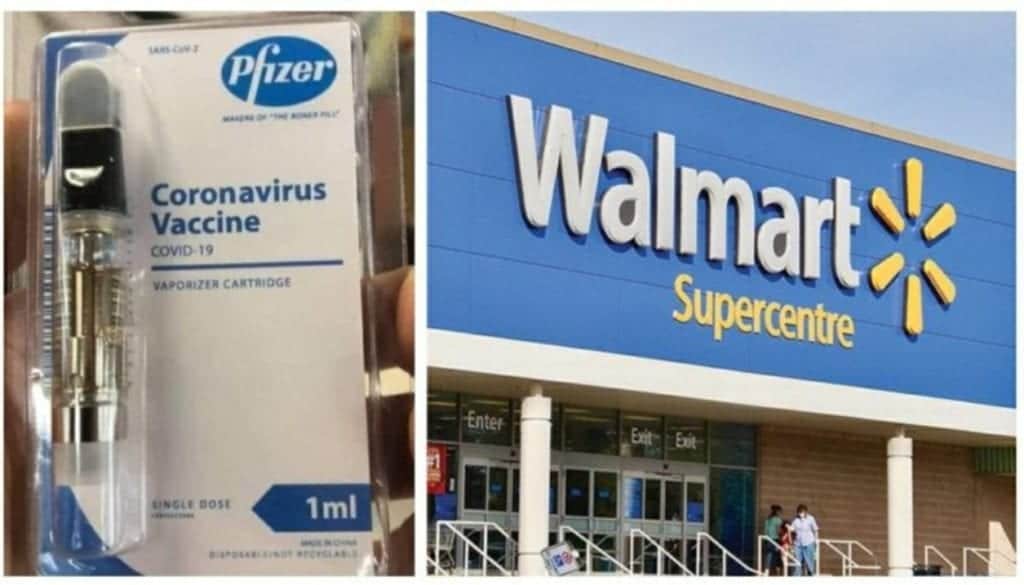 SARS-CoV-2
Pfizer
MAKERS OF "THE BONER PILL"
Coronavirus
Vaccine
COVID-19
VAPORIZER CARTRIDGE
SINGLE DOSE
1ml
MADE IN CHINA
DISPOSABLE/NOT RECYCLABLE
Walmart
Supercentre
Enter
Exit
Exit
#1